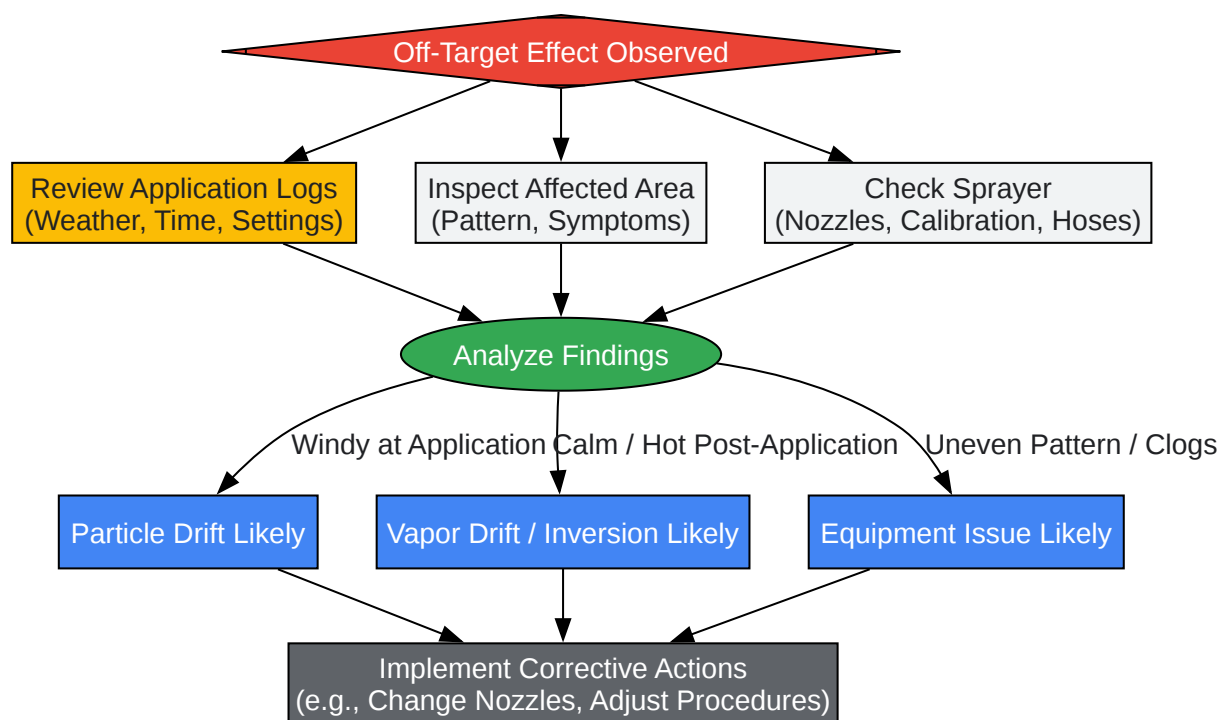 Off-Target Effect Observed
Review Application Logs
(Weather, Time, Settings)
Inspect Affected Area
(Pattern, Symptoms)
Check Sprayer
(Nozzles, Calibration, Hoses)
Analyze Findings
Windy at Application
Calm / Hot Post-Application
Uneven Pattern / Clogs
Particle Drift Likely
Vapor Drift / Inversion Likely
Equipment Issue Likely
Implement Corrective Actions
(e.g., Change Nozzles, Adjust Procedures)